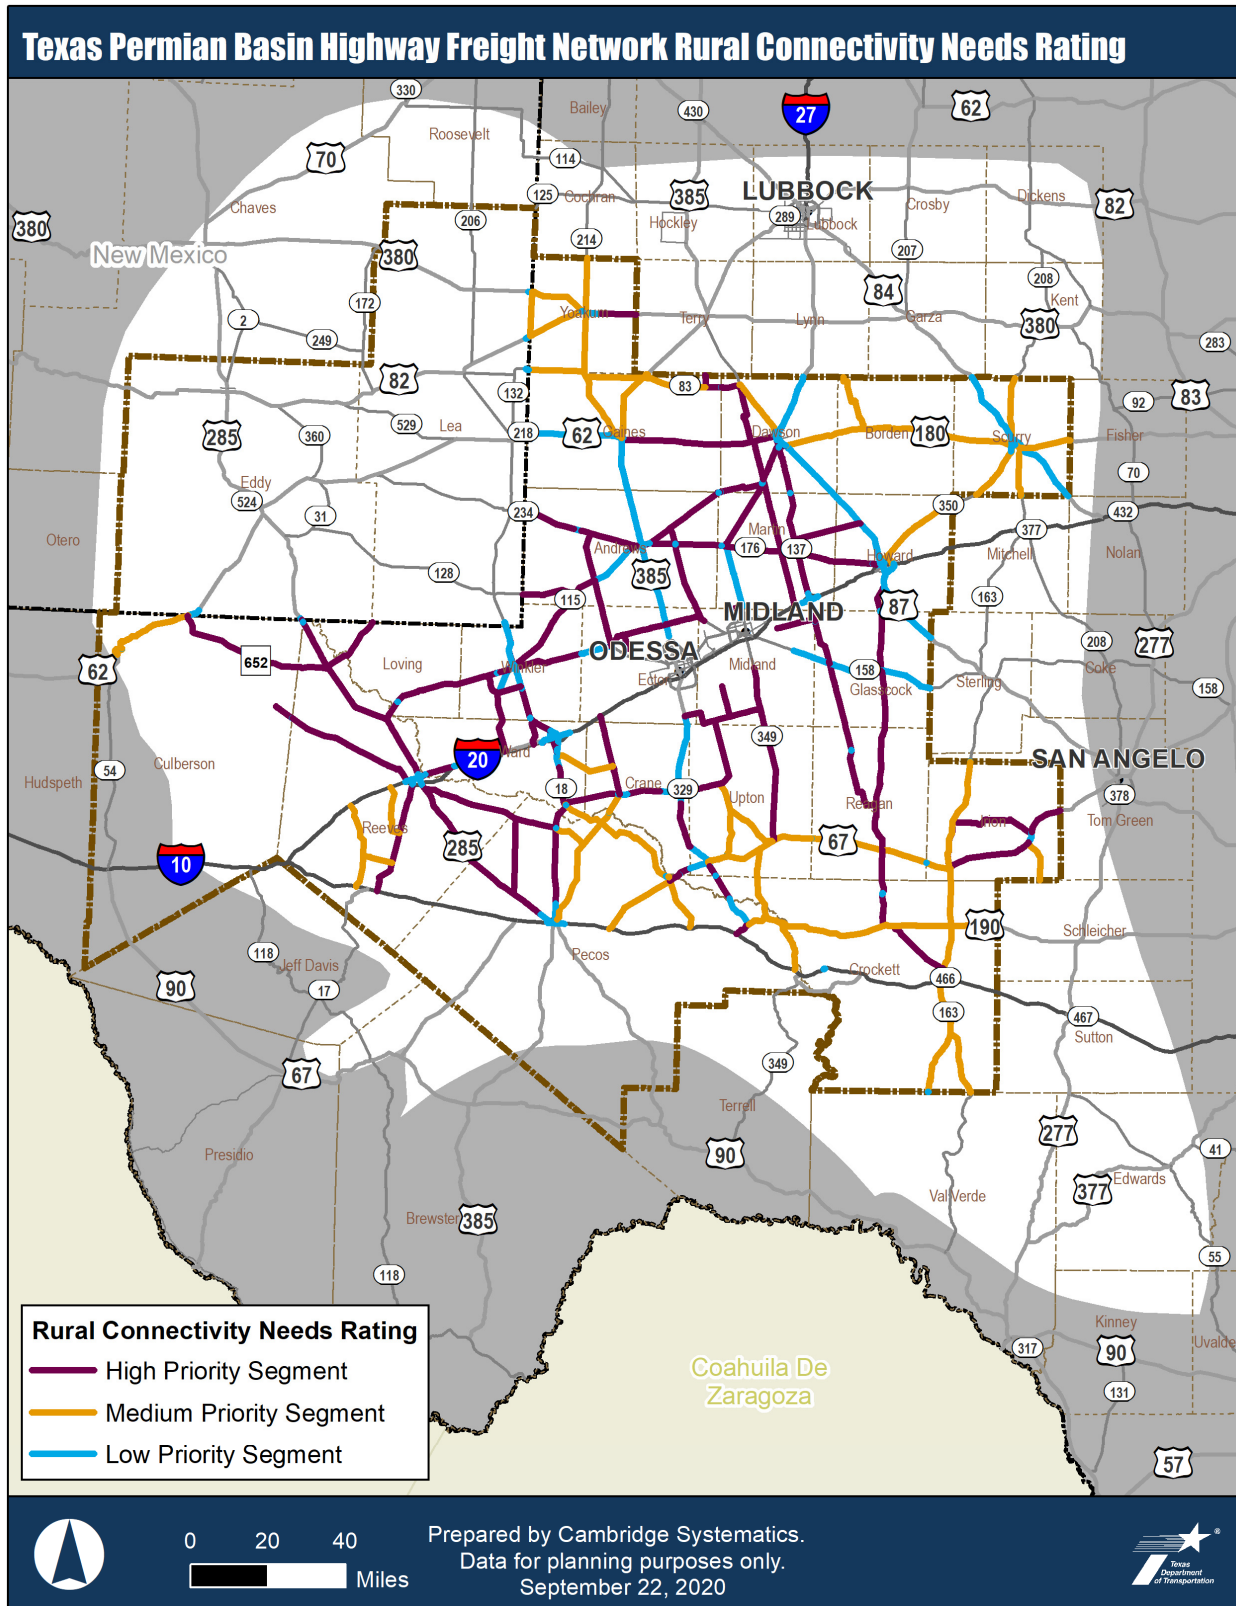 Texas Permian Basin Highway Freight Network Rural Connectivity Needs Rating
330
Bailey
430
27
62
Roosevelt
70
114
125
Cochran
385
LUBBOCK
Dickens
82
Chaves
206
Hockley
289
Lubbock
Crosby
380
New Mexico
380
214
207
208
84
Kent
172
2
249
Yoakum
Terry
Lynn
Garza
380
283
82
132
83
83
92
285
360
529
Lea
218
62
Gaines
Dawson
Borden
180
Scurry
Fisher
70
Eddy
524
31
234
350
432
377
Otero
Andrews
Martin
176
137
Howard
Mitchell
Nolan
128
385
115
163
MIDLAND
87
208
277
652
Loving
Winkler
ODESSA
Ector
Midland
158
Glasscock
Sterling
Coke
158
62
349
Ward
20
SAN ANGELO
Hudspeth
54
Culberson
18
Crane
329
Upton
Reagan
378
Irion
Tom Green
Reeves
285
67
10
190
Schleicher
118
Jeff Davis
Pecos
17
90
Crockett
466
163
467
Sutton
67
349
Terrell
277
90
41
Presidio
Val Verde
377
Edwards
Brewster
385
55
118
Rural Connectivity Needs Rating
High Priority Segment
Medium Priority Segment
Low Priority Segment
Coahuila De
Zaragoza
Kinney
317
90
Uvalde
131
57
0 20 40
Miles
Prepared by Cambridge Systematics.
Data for planning purposes only.
September 22, 2020
®
Texas
Department
of Transportation